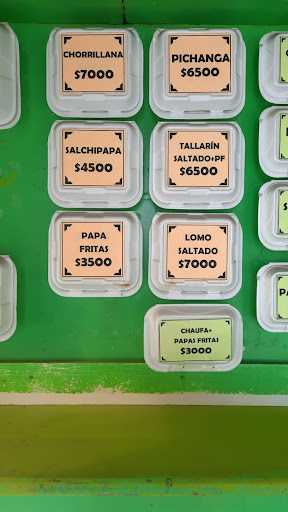 CHORRILLANA
$7000
PICHANGA
$6500
SALCHIPAPA
$4500
TALLARÍN
SALTADO+PF
$6500
PAPA
FRITAS
$3500
LOMO
SALTADO
$7000
CHAUFA+
PAPAS FRITAS
$3000